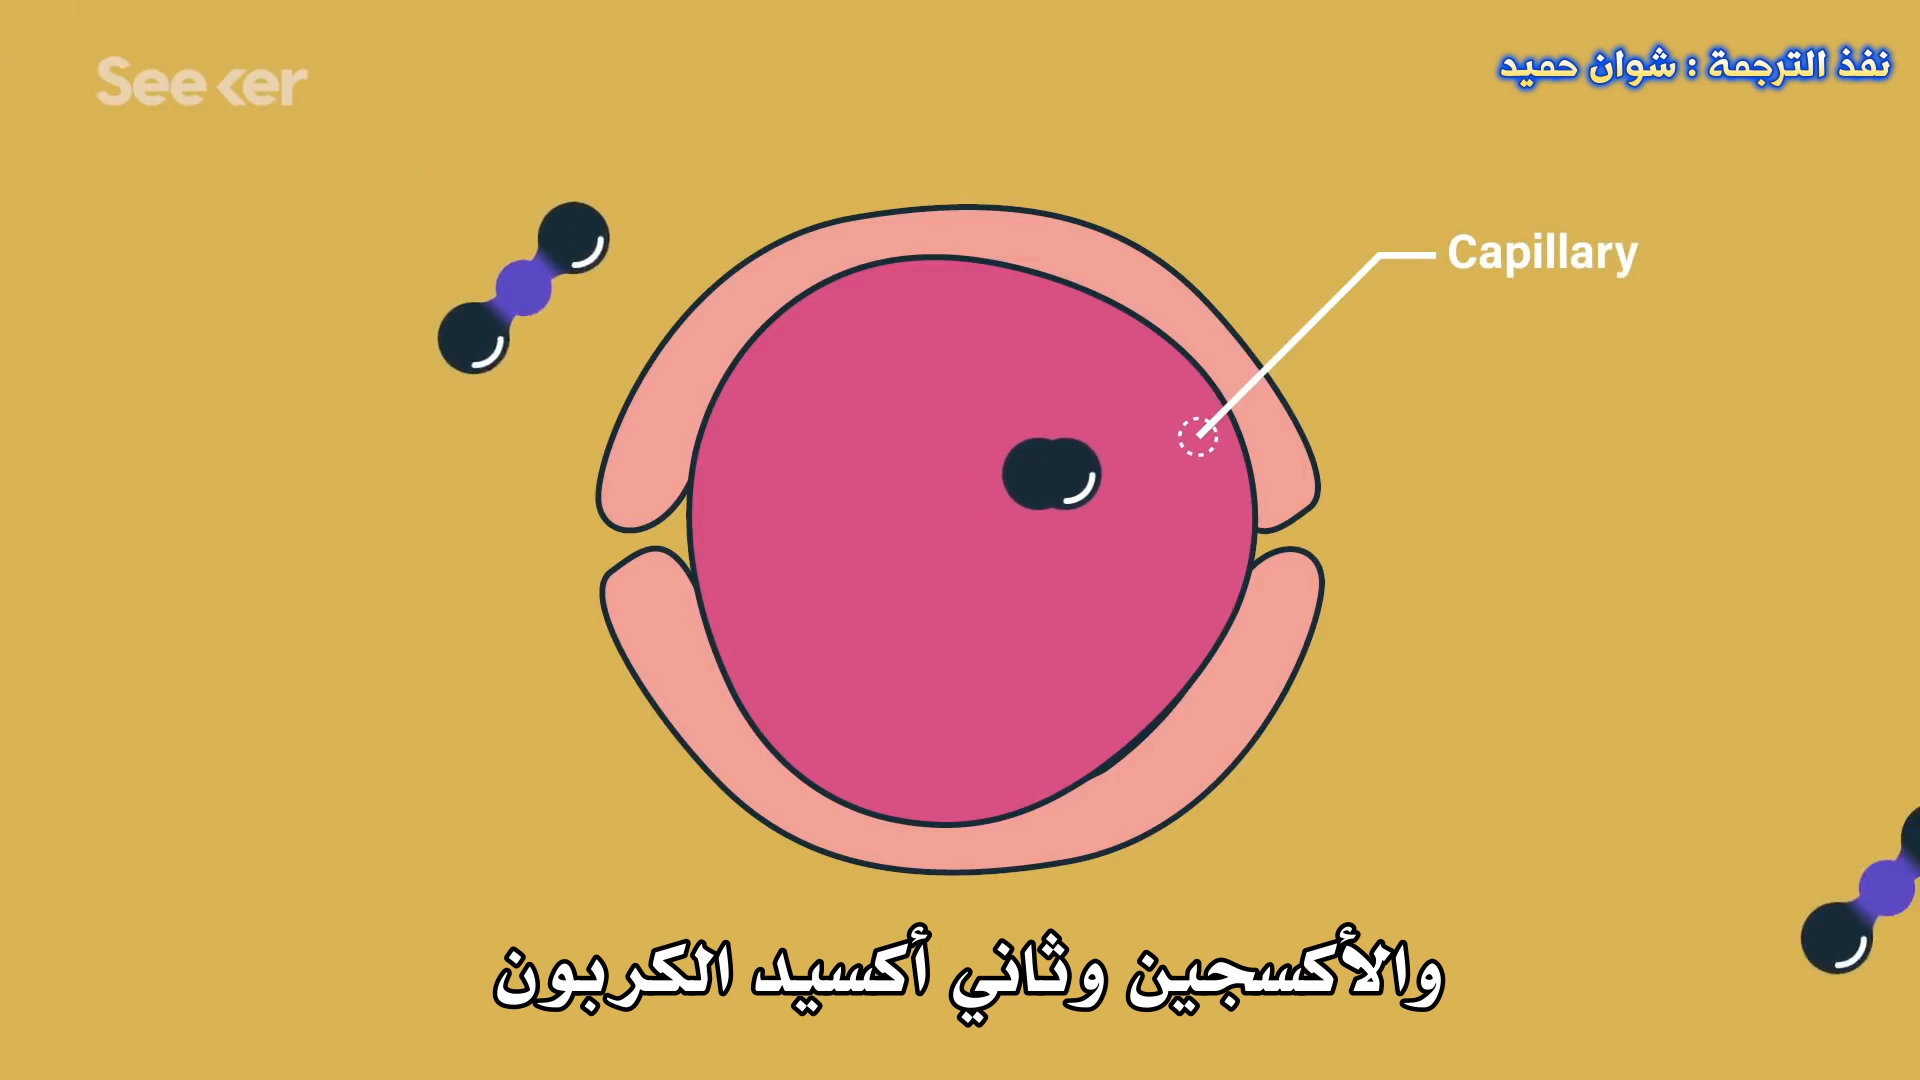 Seeker
نفذ الترجمة : شوان حميد
Capillary
والأكسجين وثاني أكسيد الكربون